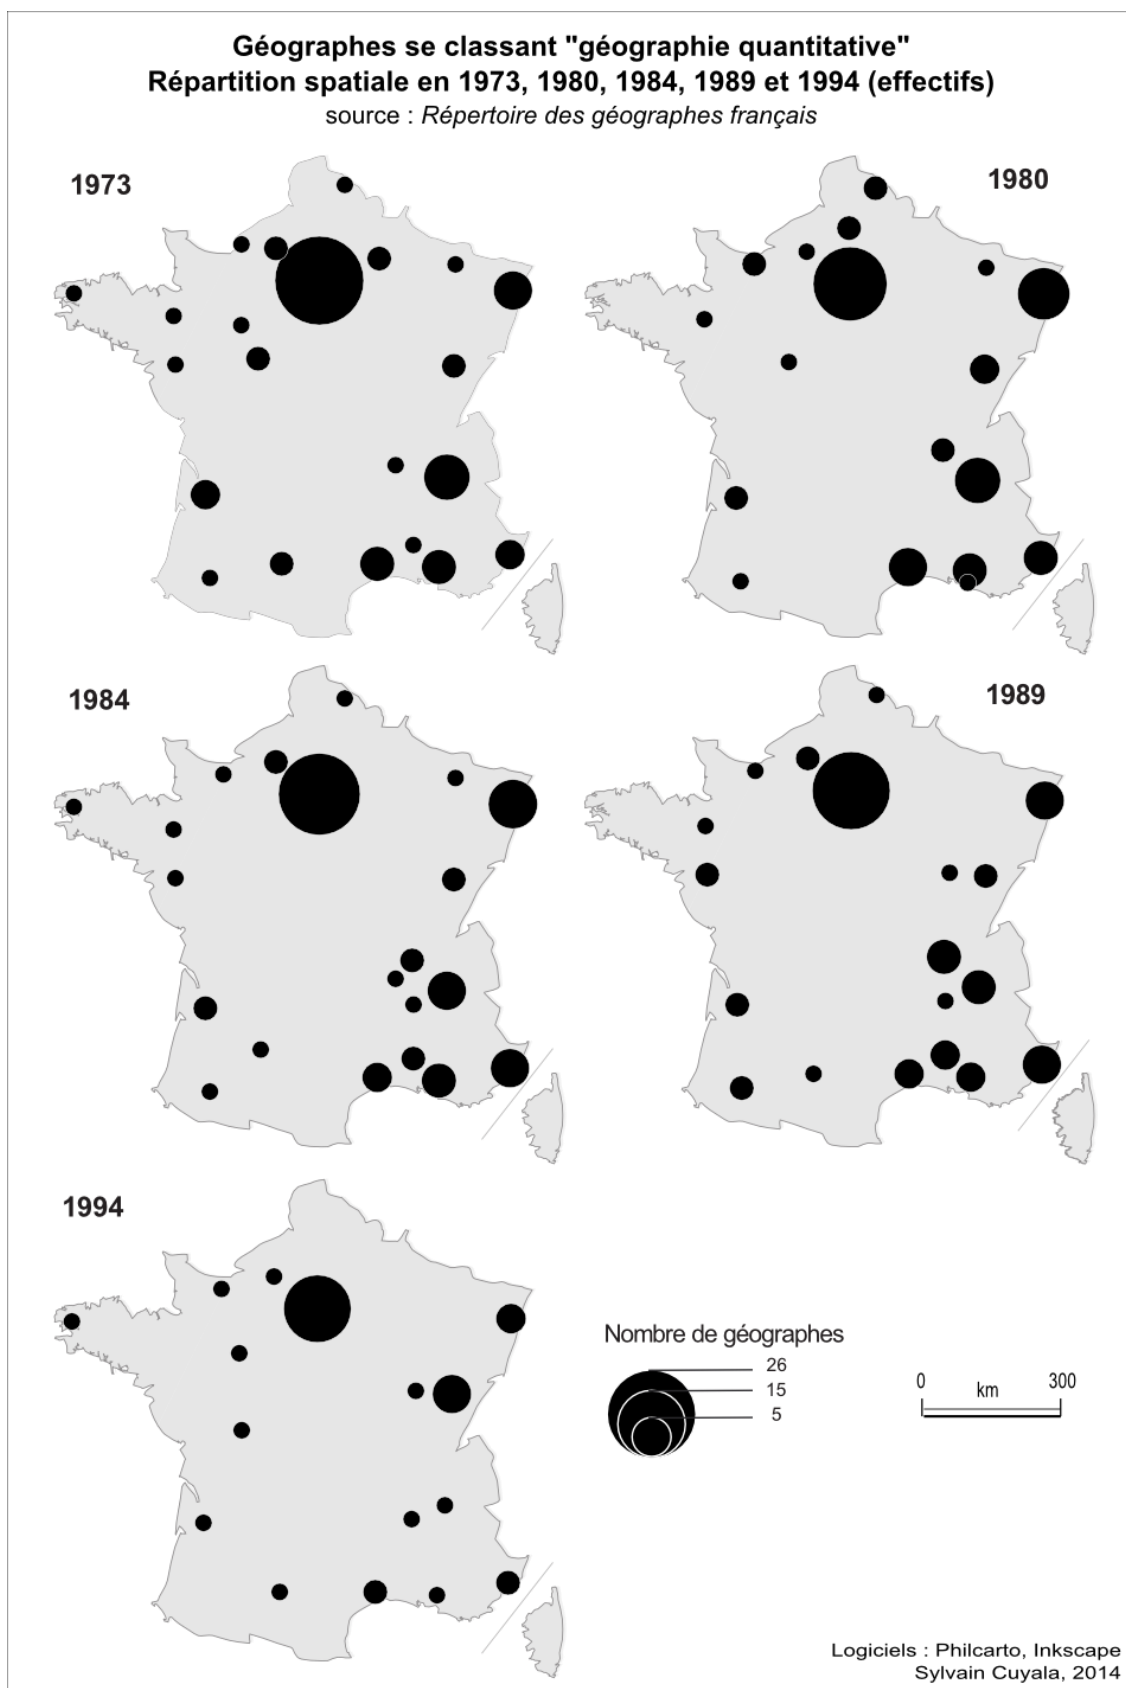 Géographes se classant "géographie quantitative"
Répartition spatiale en 1973, 1980, 1984, 1989 et 1994 (effectifs)
source : Répertoire des géographes français
1973
1980
1984
1989
1994
Nombre de géographes
26
15
5
0 km 300
Logiciels : Philcarto, Inkscape
Sylvain Cuyala, 2014